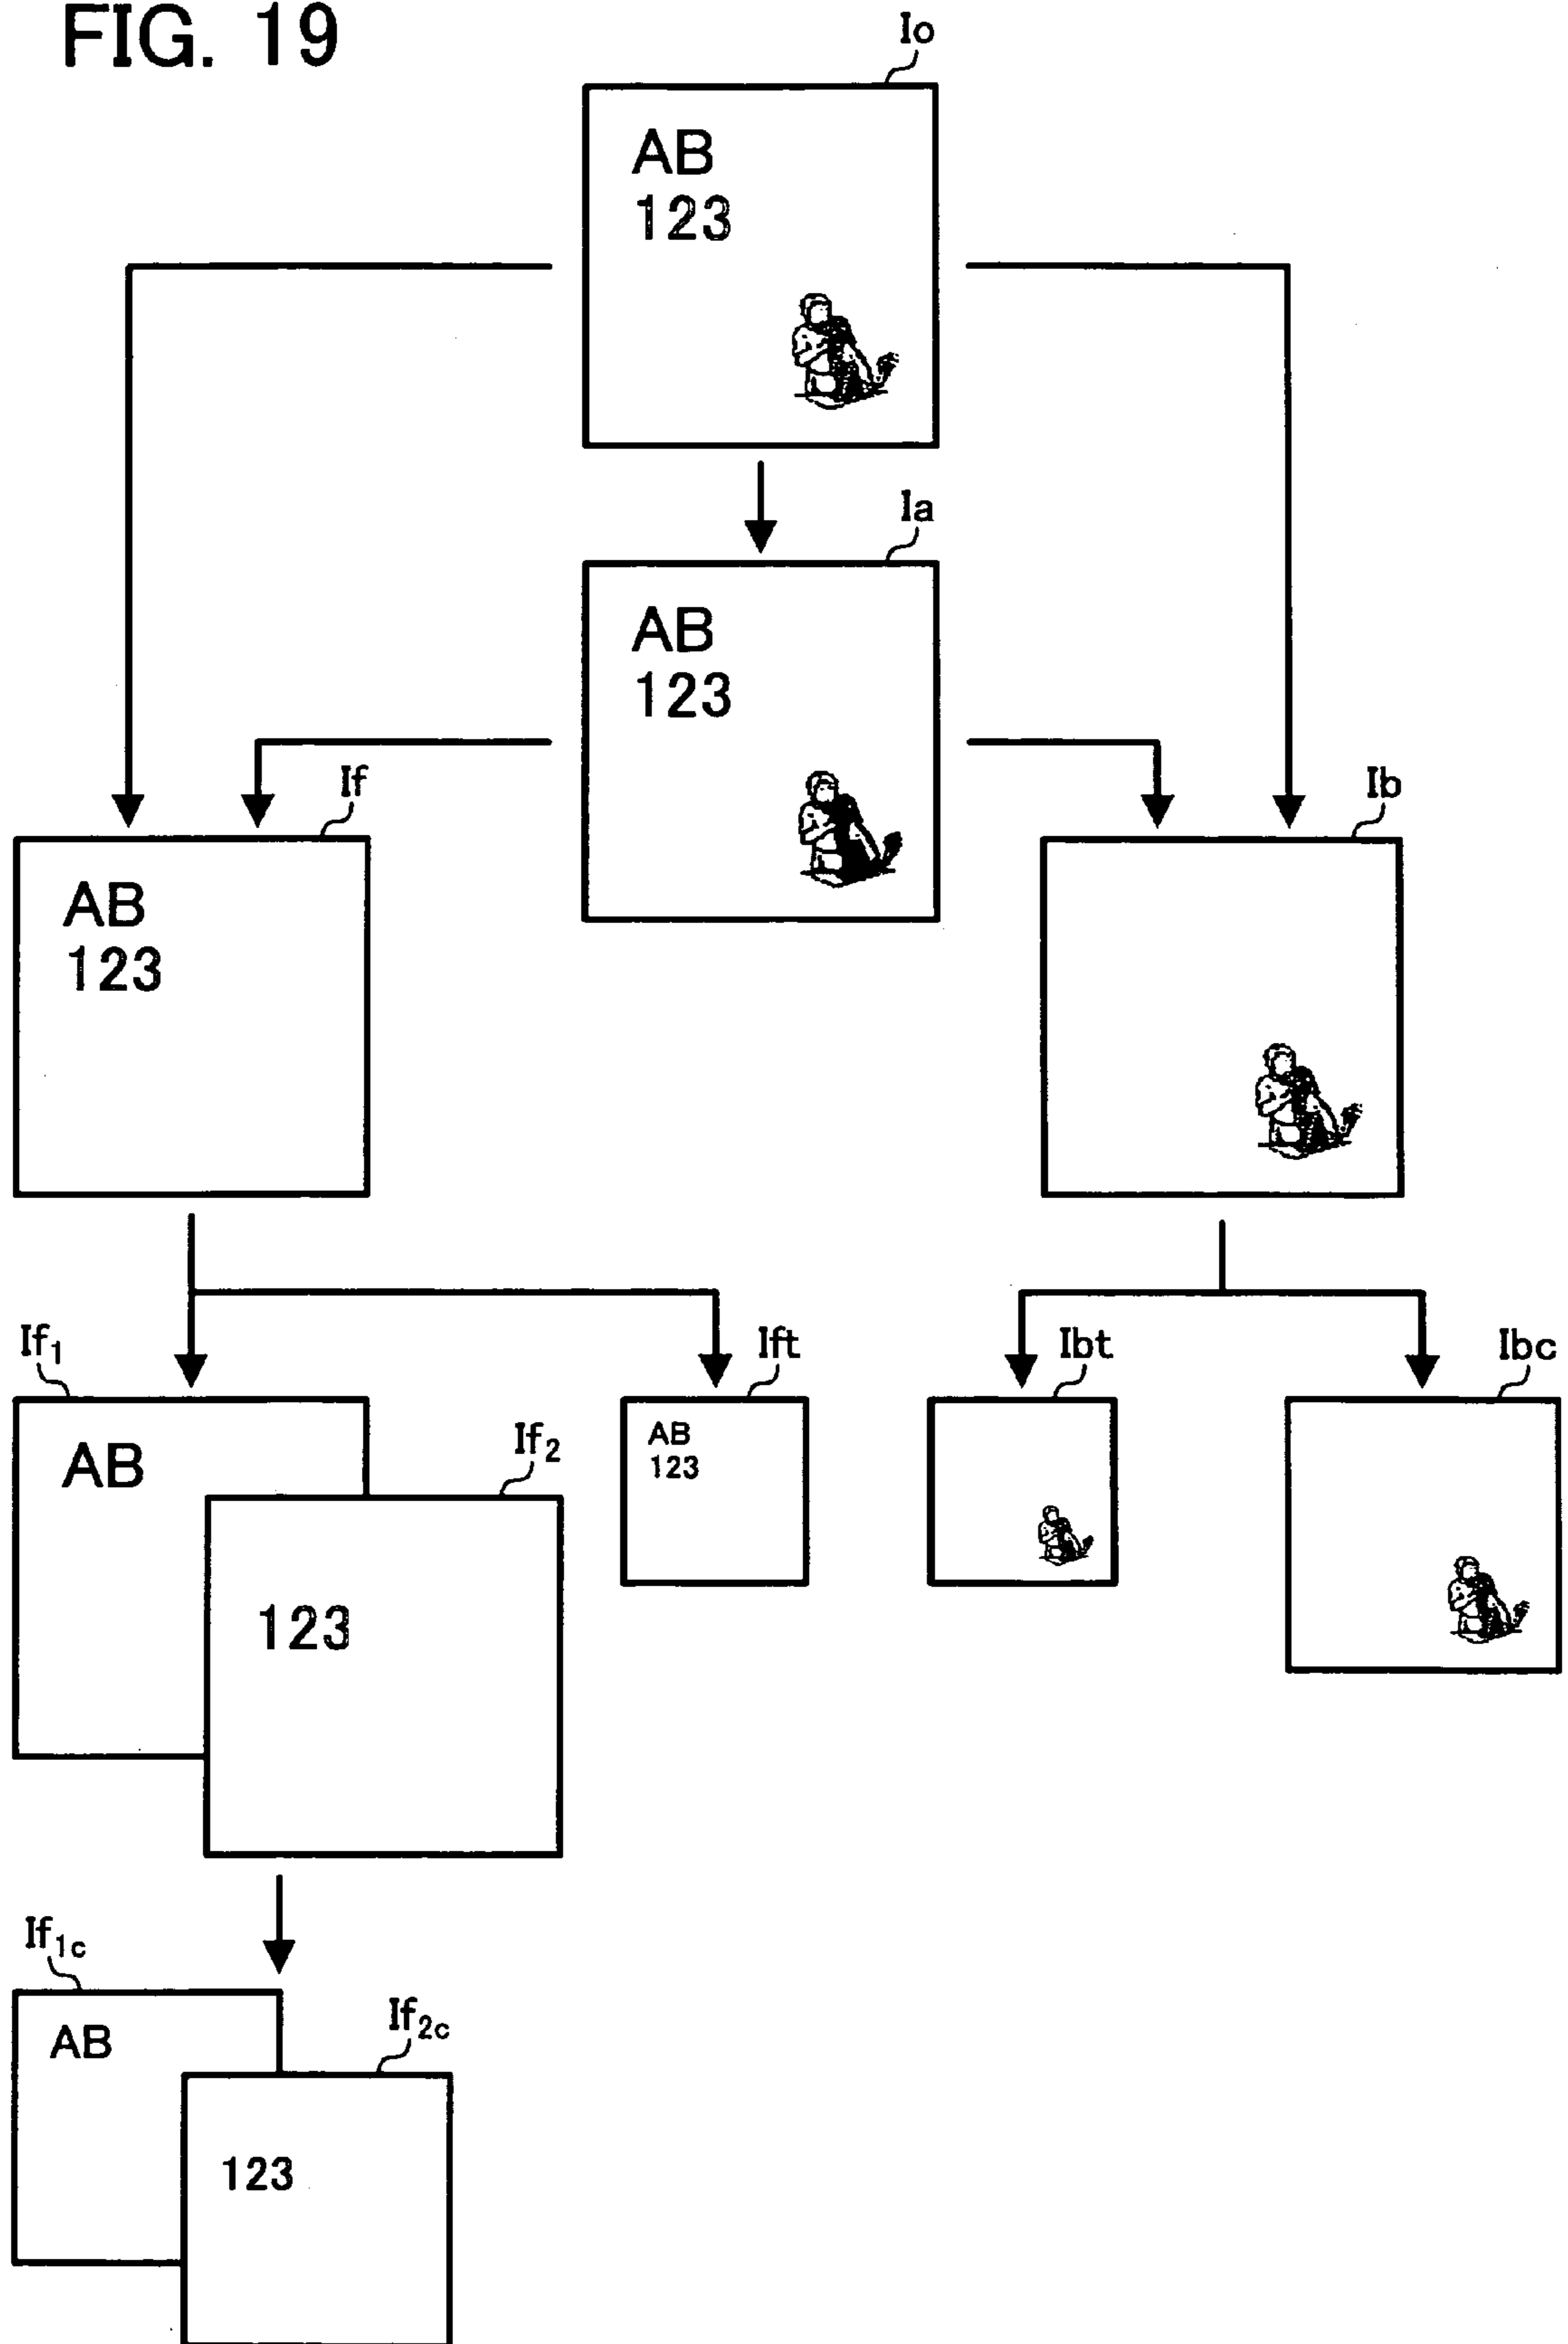 FIG. 19
Io
AB
123
Ia
AB
123
If
AB
123
Ib
If1
AB
If2
123
Ift
AB
123
Ibt
Ibc
If1c
AB
If2c
123